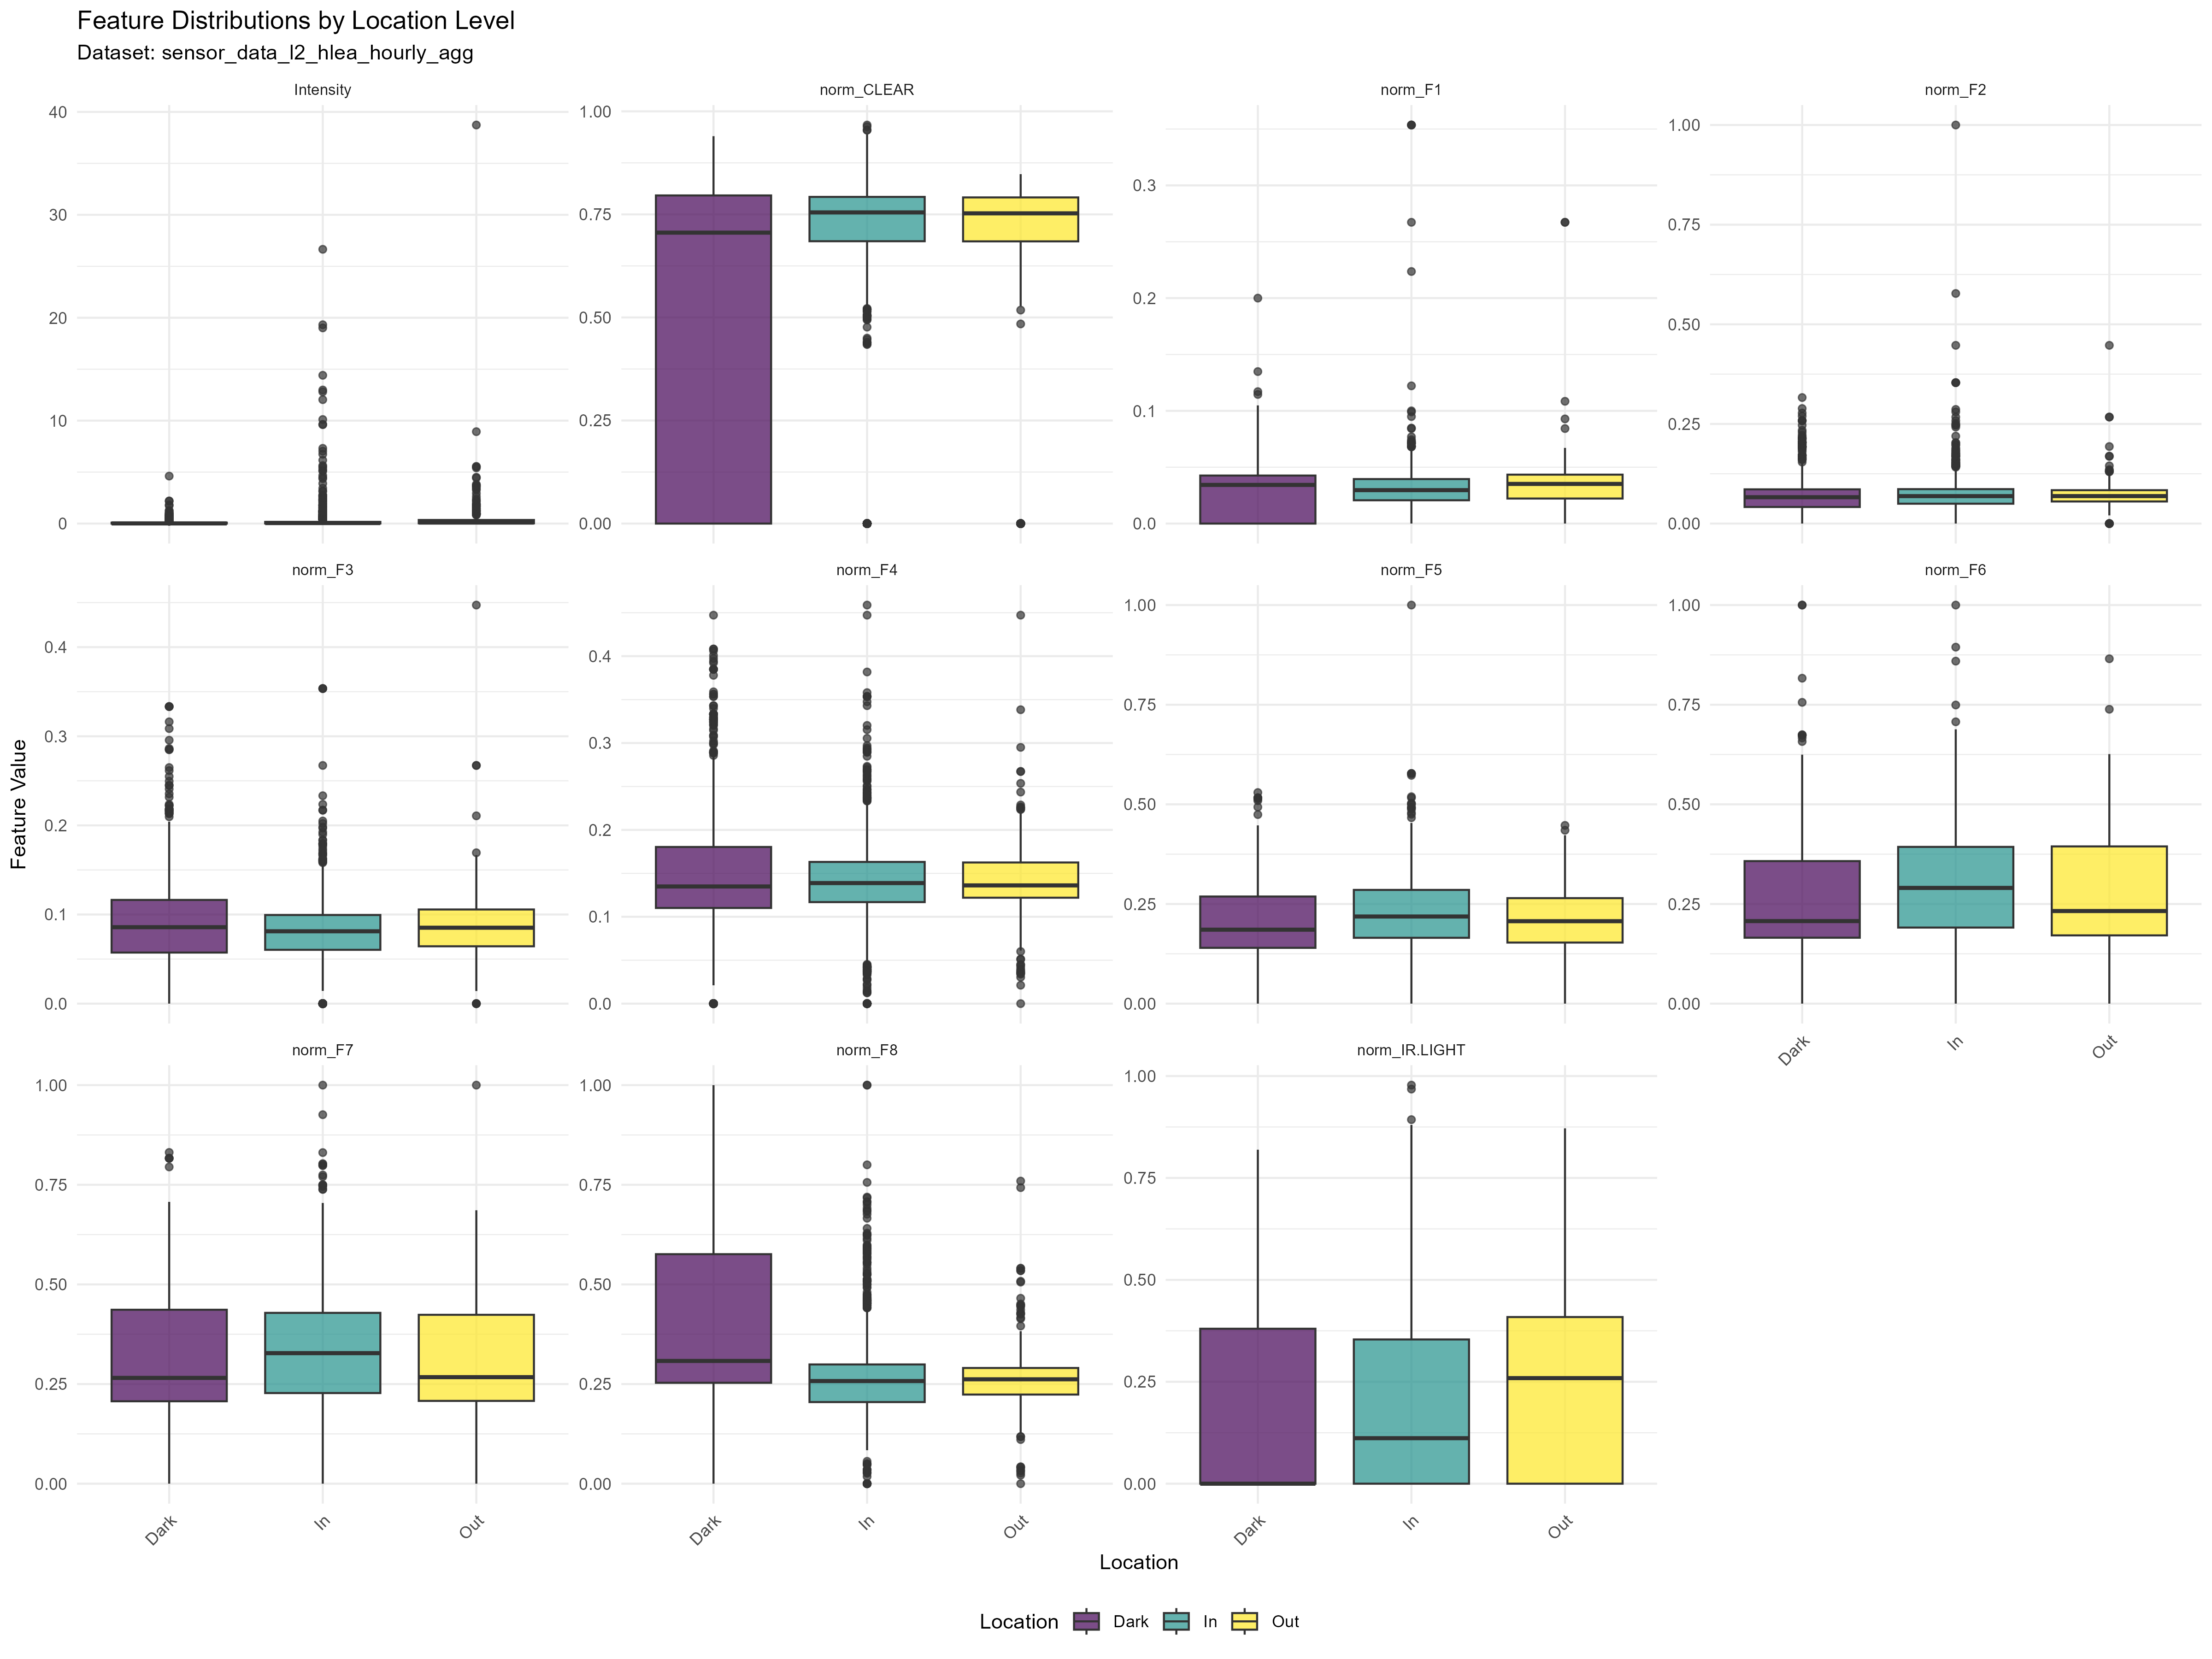 Feature Distributions by Location Level
Dataset: sensor_data_l2_hlea_hourly_agg
Intensity
norm_CLEAR
norm_F1
norm_F2
40
30
20
10
0
1.00
0.75
0.50
0.25
0.00
0.3
0.2
0.1
0.0
1.00
0.75
0.50
0.25
0.00
norm_F3
norm_F4
norm_F5
norm_F6
Feature Value
0.4
0.3
0.2
0.1
0.0
0.4
0.3
0.2
0.1
0.0
1.00
0.75
0.50
0.25
0.00
1.00
0.75
0.50
0.25
0.00
Dark
In
Out
norm_F7
norm_F8
norm_IR.LIGHT
1.00
0.75
0.50
0.25
0.00
1.00
0.75
0.50
0.25
0.00
1.00
0.75
0.50
0.25
0.00
Dark
In
Out
Dark
In
Out
Dark
In
Out
Location
Location Dark In Out